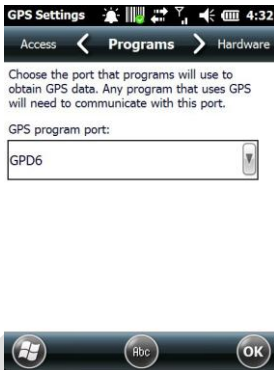 GPS Settings 4:32
Access Programs Hardware
Choose the port that programs will use to
obtain GPS data. Any program that uses GPS
will need to communicate with this port.
GPS program port:
GPD6
Abc OK